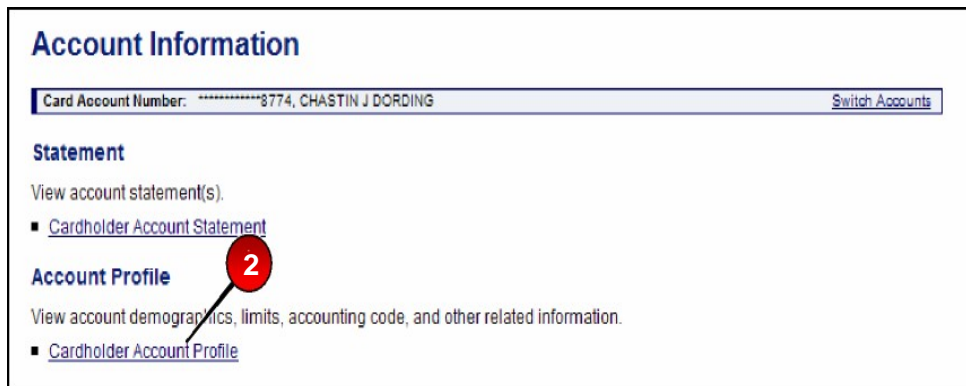 Account Information
Card Account Number: ************8774, CHASTIN J DORDING Switch Accounts
Statement
View account statement(s).
Cardholder Account Statement
2
Account Profile
View account demographics, limits, accounting code, and other related information.
Cardholder Account Profile